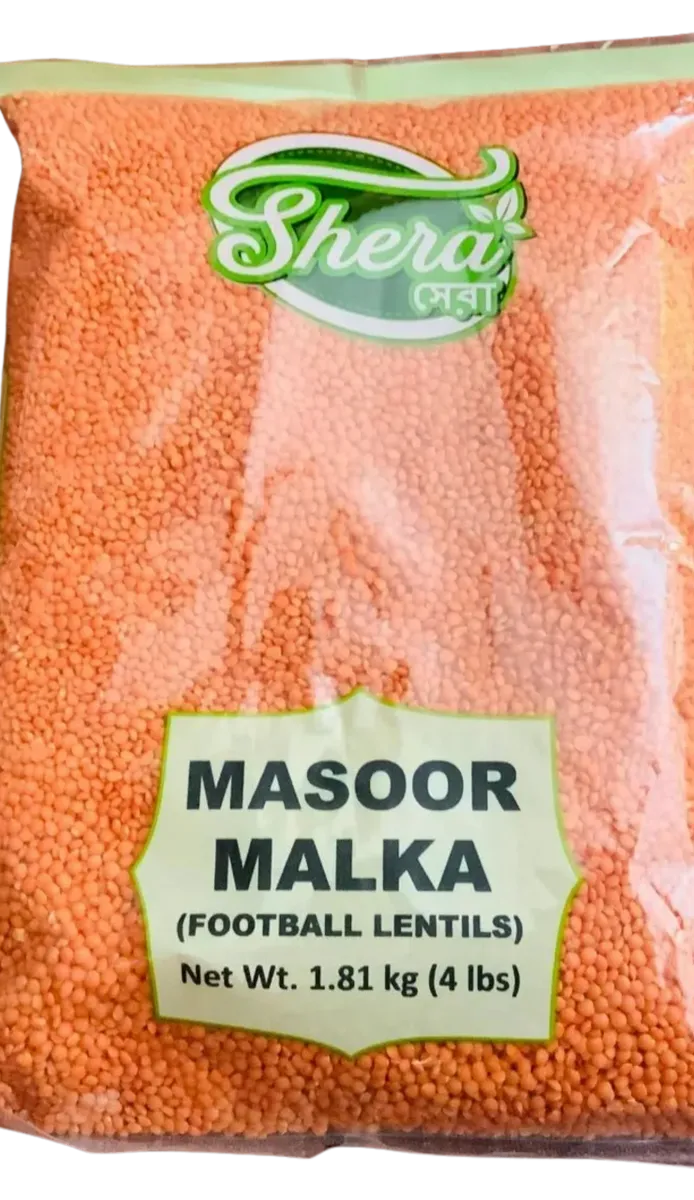 Shera
সেরা
MASOOR
MALKA
(FOOTBALL LENTILS)
Net Wt. 1.81 kg (4 lbs)